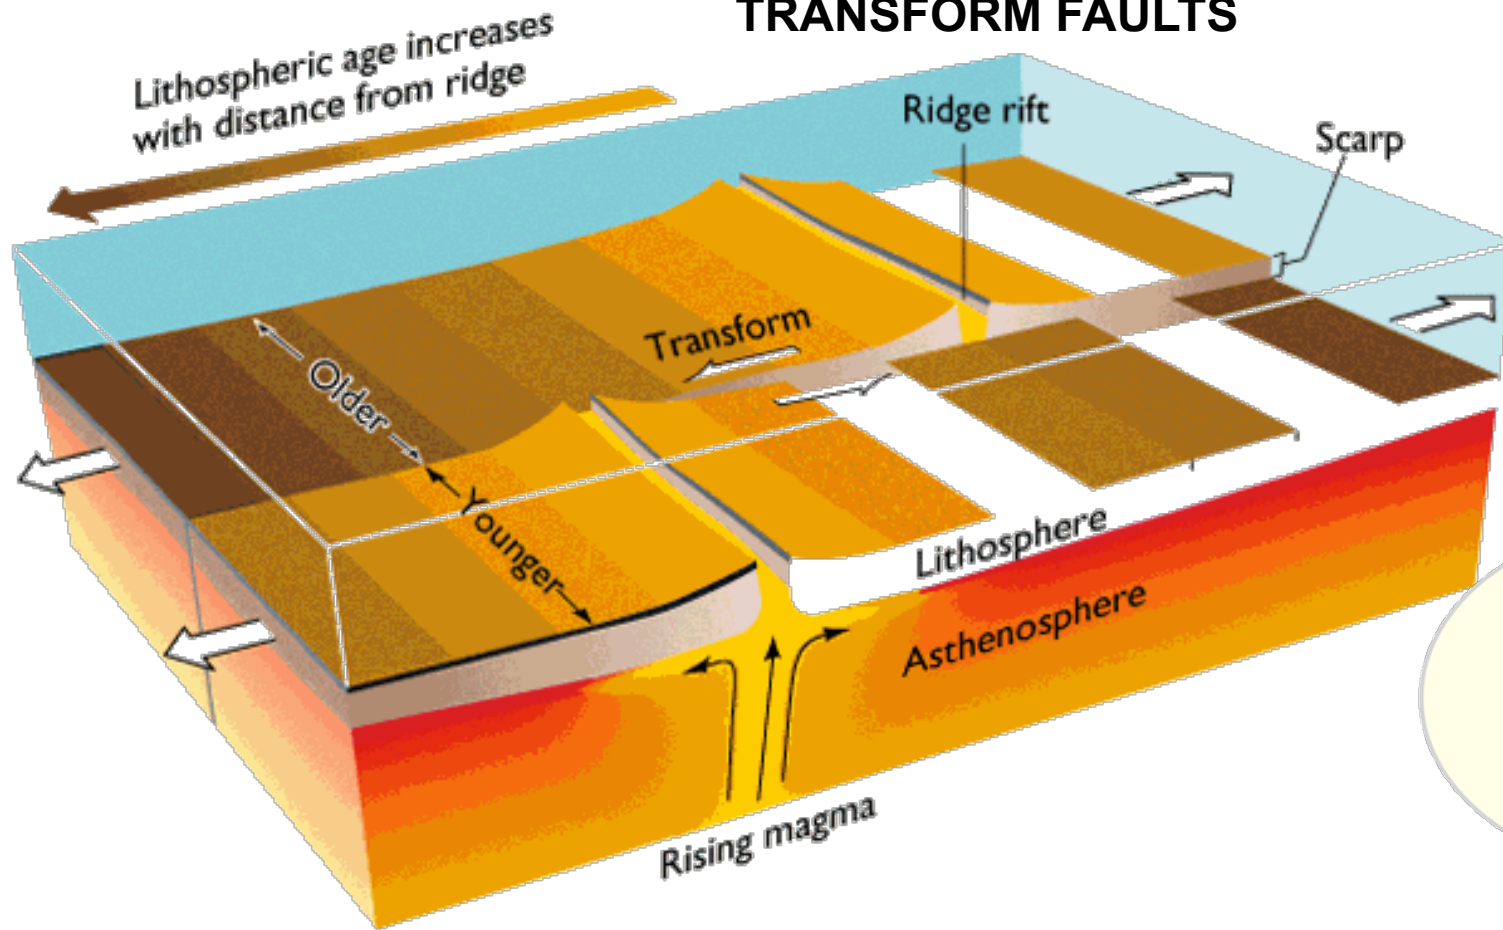 TRANSFORM FAULTS
Lithospheric age increases
with distance from ridge
Ridge rift
Scarp
Transform
Older
Younger
Lithosphere
Asthenosphere
Rising magma